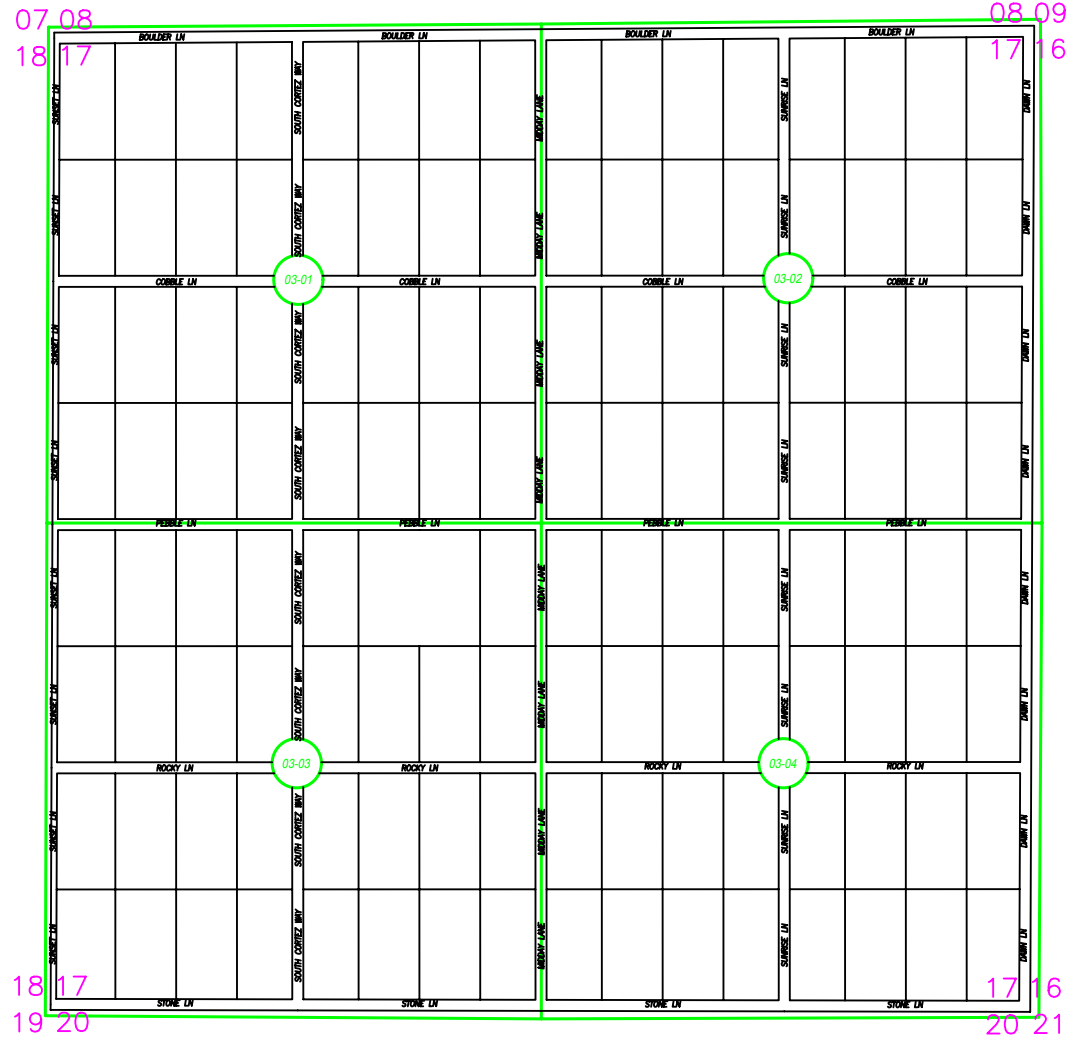 07 08
08 09
18 17
17 16
BOULDER LN
BOULDER LN
BOULDER LN
BOULDER LN
SUNSET LN
SOUTH CORTEZ WAY
MIDDAY LANE
SUNRISE LN
DAWN LN
SUNSET LN
SOUTH CORTEZ WAY
MIDDAY LANE
SUNRISE LN
DAWN LN
COBBLE LN
03-01
COBBLE LN
COBBLE LN
03-02
COBBLE LN
SUNSET LN
SOUTH CORTEZ WAY
MIDDAY LANE
SUNRISE LN
DAWN LN
SUNSET LN
SOUTH CORTEZ WAY
MIDDAY LANE
SUNRISE LN
DAWN LN
PEBBLE LN
PEBBLE LN
PEBBLE LN
PEBBLE LN
SUNSET LN
SOUTH CORTEZ WAY
MIDDAY LANE
SUNRISE LN
DAWN LN
SUNSET LN
SOUTH CORTEZ WAY
MIDDAY LANE
SUNRISE LN
DAWN LN
ROCKY LN
03-03
ROCKY LN
ROCKY LN
03-04
ROCKY LN
SUNSET LN
SOUTH CORTEZ WAY
MIDDAY LANE
SUNRISE LN
DAWN LN
SUNSET LN
SOUTH CORTEZ WAY
MIDDAY LANE
SUNRISE LN
DAWN LN
18 17
17 16
STONE LN
STONE LN
STONE LN
STONE LN
19 20
20 21